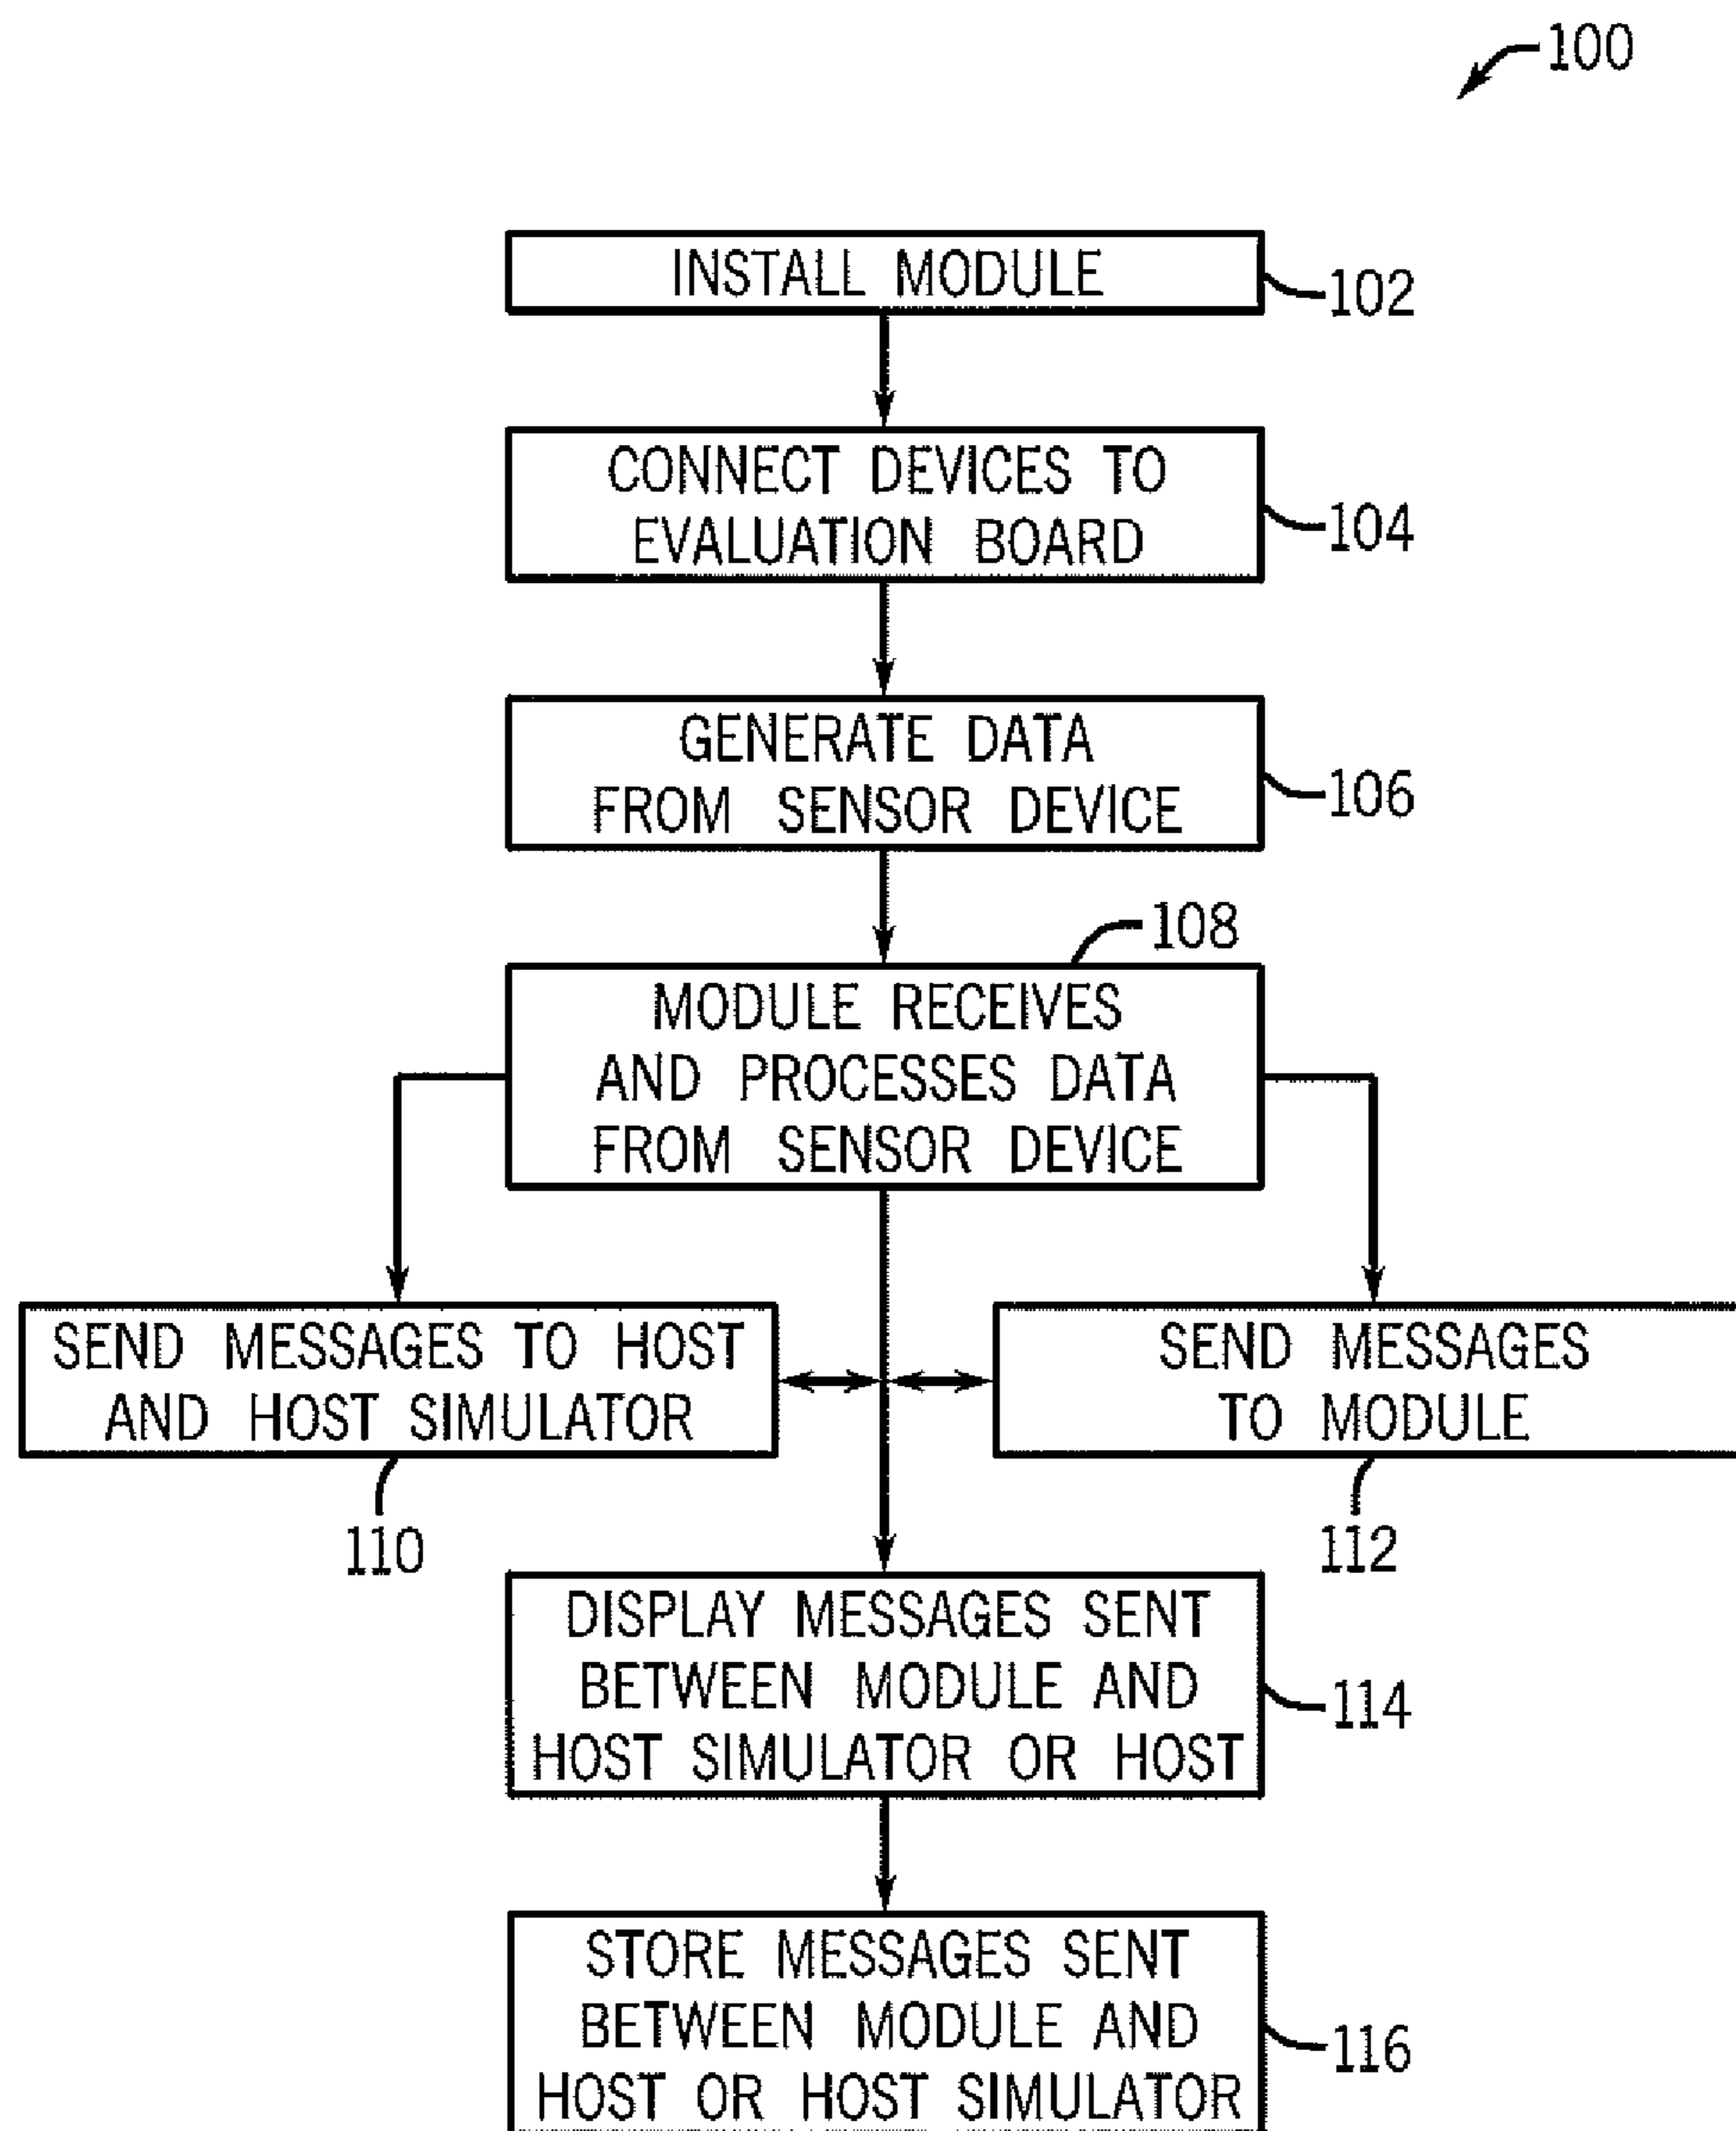 100
INSTALL MODULE
102
CONNECT DEVICES TO
EVALUATION BOARD
104
GENERATE DATA
FROM SENSOR DEVICE
106
108
MODULE RECEIVES
AND PROCESSES DATA
FROM SENSOR DEVICE
SEND MESSAGES TO HOST
AND HOST SIMULATOR
110
SEND MESSAGES
TO MODULE
112
DISPLAY MESSAGES SENT
BETWEEN MODULE AND
HOST SIMULATOR OR HOST
114
STORE MESSAGES SENT
BETWEEN MODULE AND
HOST OR HOST SIMULATOR
116